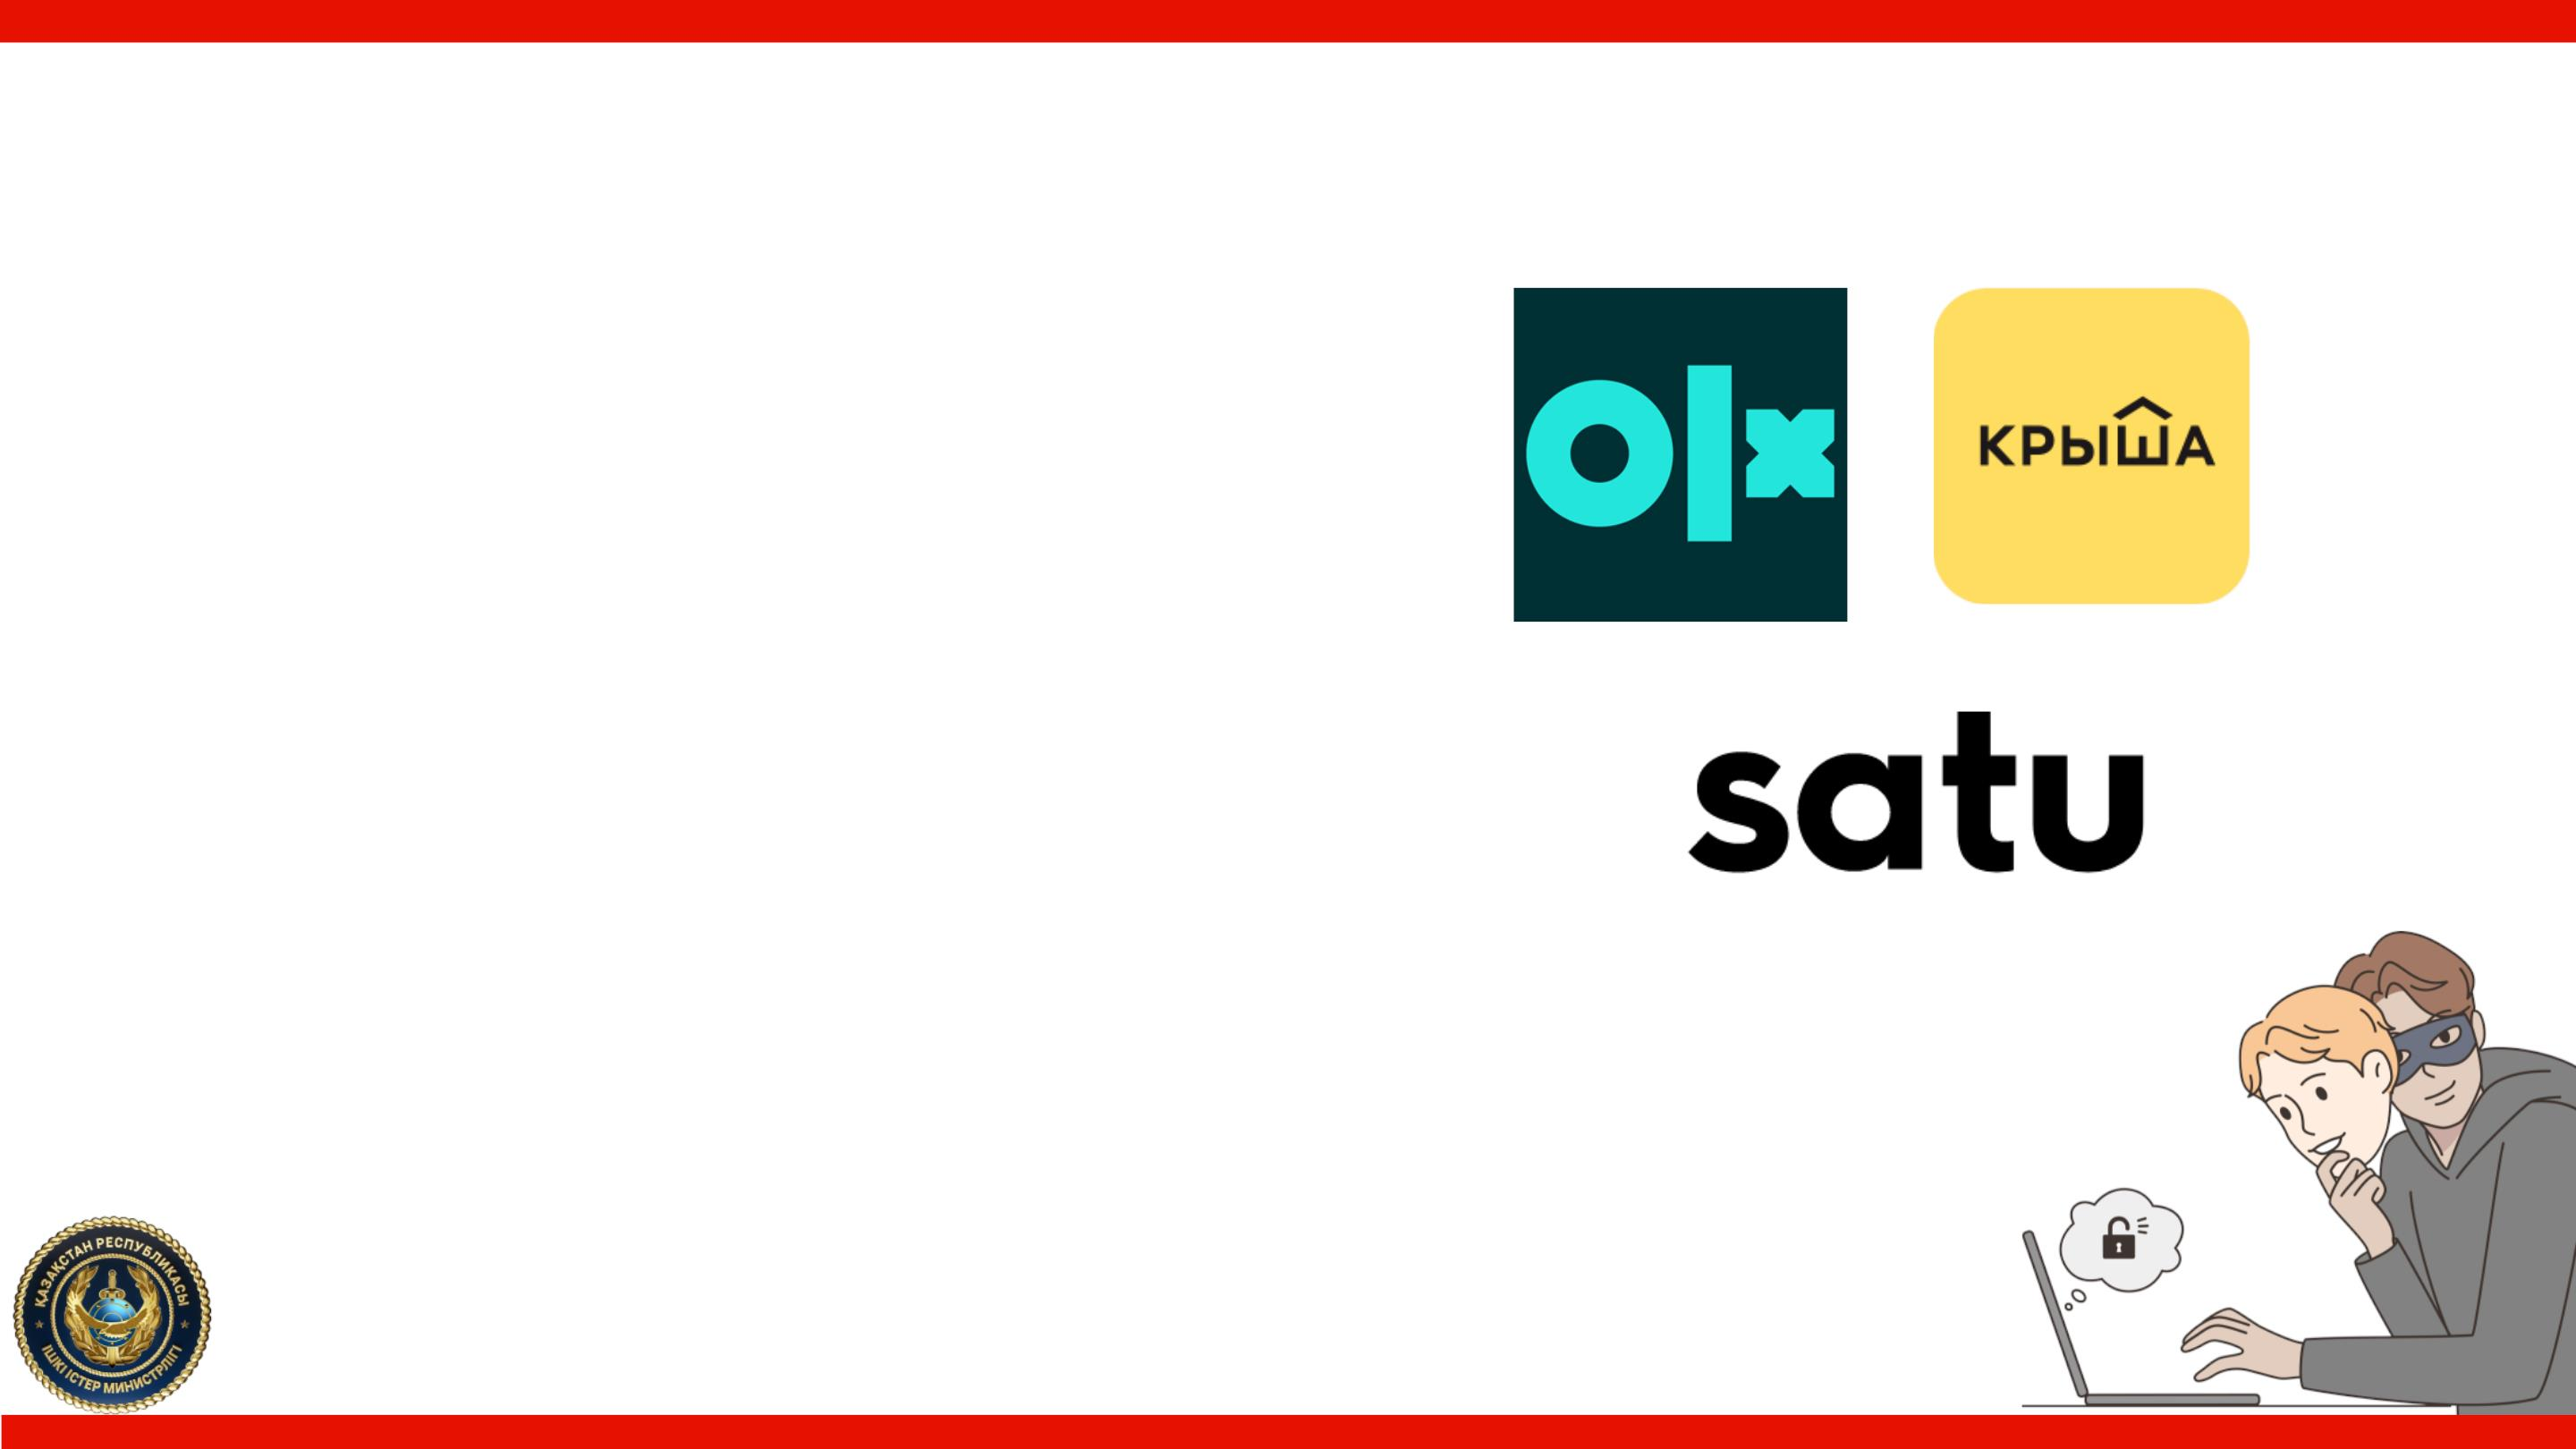 olx
КРЫША
satu
ҚАЗАҚСТАН РЕСПУБЛИКАСЫ
ІШКІ ІСТЕР МИНИСТРЛІГІ